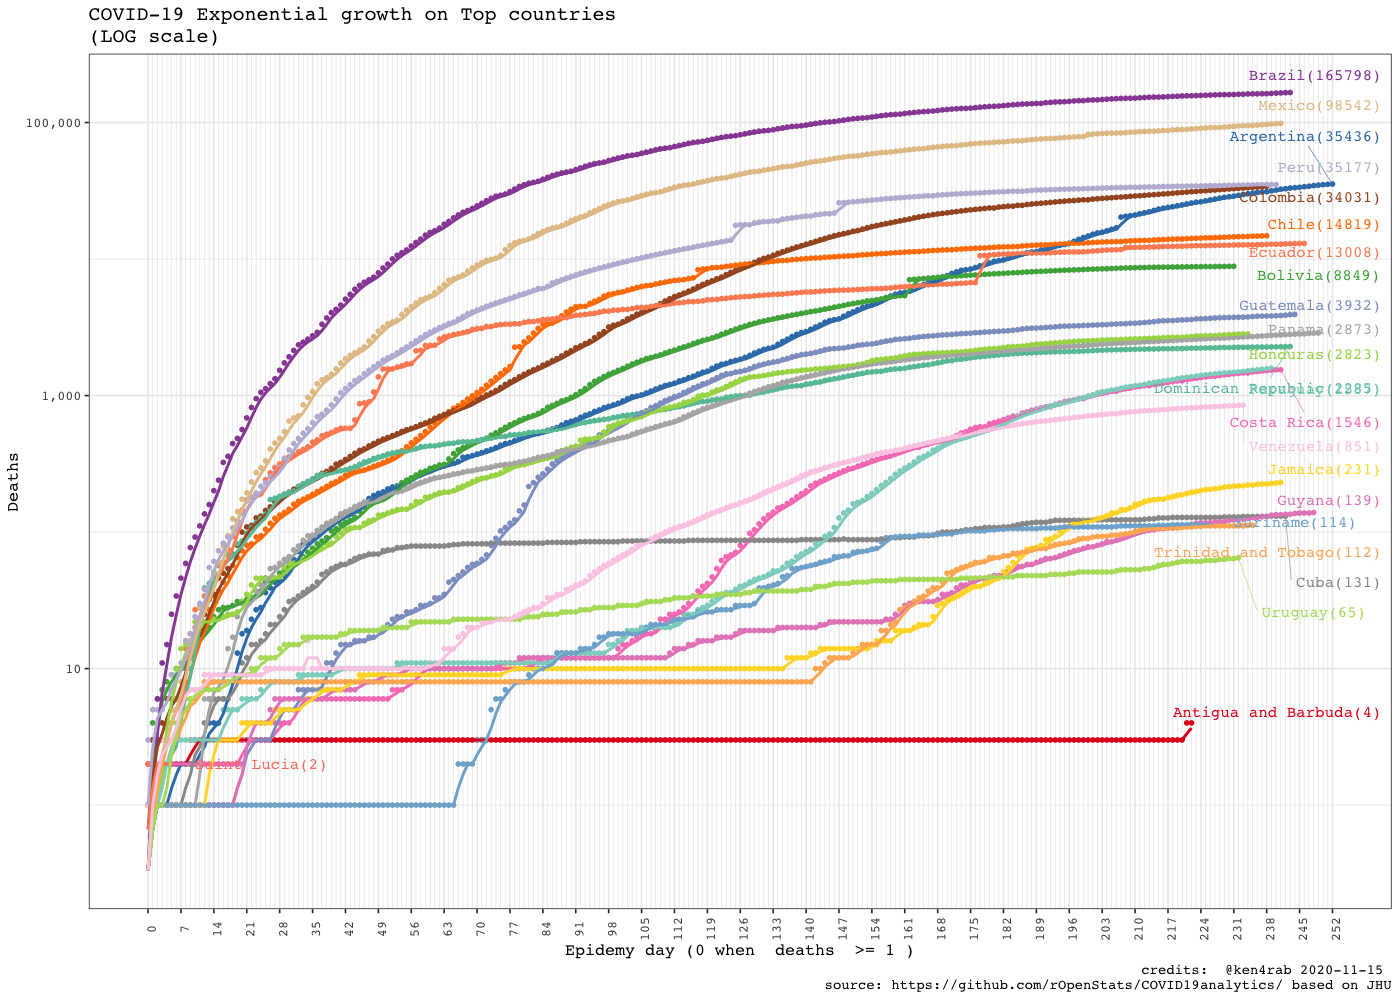 COVID-19 Exponential growth on Top countries
(LOG scale)
Brazil(165798)
Mexico(98542)
100,000
Argentina(35436)
Peru(35177)
Colombia(34031)
Chile(14819)
Ecuador(13008)
Bolivia(8849)
Guatemala(3932)
Panama(2873)
Honduras(2823)
Dominican Republic(2285)
1,000
Costa Rica(1546)
Venezuela(851)
Jamaica(231)
Deaths
Guyana(139)
Suriname(114)
Trinidad and Tobago(112)
Cuba(131)
Uruguay(65)
10
Antigua and Barbuda(4)
Saint Lucia(2)
0 7 14 21 28 35 42 49 56 63 70 77 84 91 98 105 112 119 126 133 140 147 154 161 168 175 182 189 196 203 210 217 224 231 238 245 252
Epidemy day (0 when deaths >= 1 )
credits: @ken4rab 2020-11-15
source: https://github.com/rOpenStats/COVID19analytics/ based on JHU